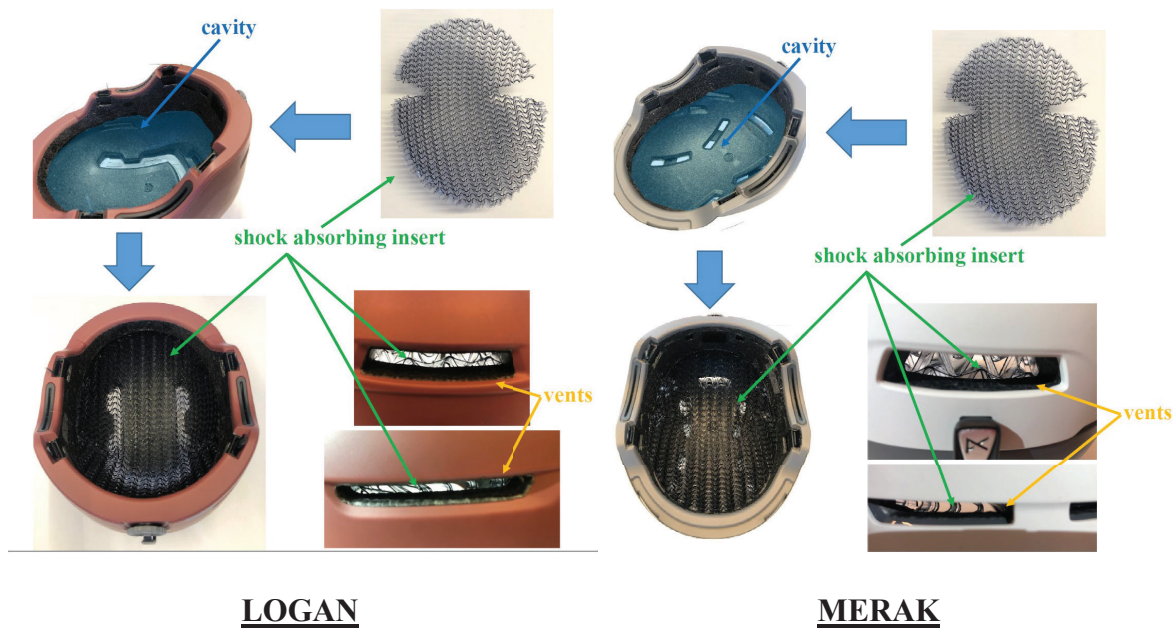 cavity
cavity
shock absorbing insert
shock absorbing insert
vents
vents
LOGAN
MERAK